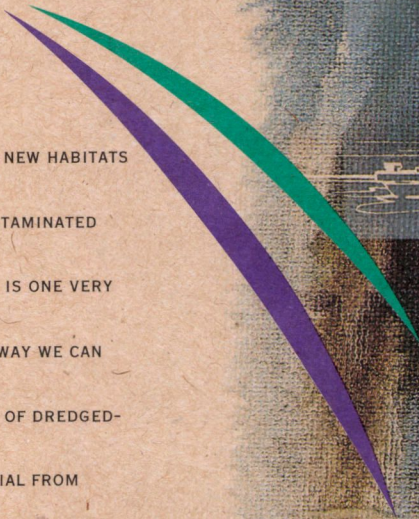 NEW HABITATS
TAMINATED
IS ONE VERY
WAY WE CAN
OF DREDGED-
IAL FROM